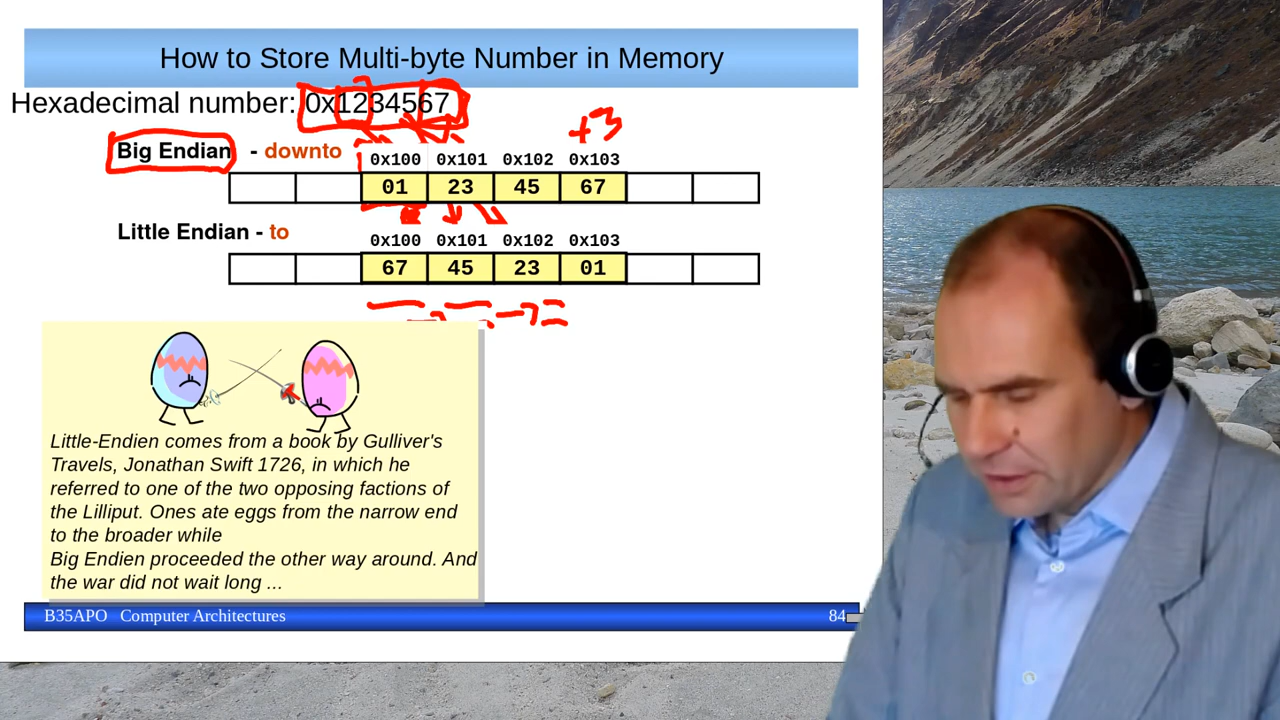 How to Store Multi-byte Number in Memory
Hexadecimal number: 0x1234567
+3
Big Endian - downto
0x100 0x101 0x102 0x103
01 23 45 67
Little Endian - to
0x100 0x101 0x102 0x103
67 45 23 01
Little-Endien comes from a book by Gulliver's
Travels, Jonathan Swift 1726, in which he
referred to one of the two opposing factions of
the Lilliput. Ones ate eggs from the narrow end
to the broader while
Big Endien proceeded the other way around. And
the war did not wait long ...
B35APO Computer Architectures 84